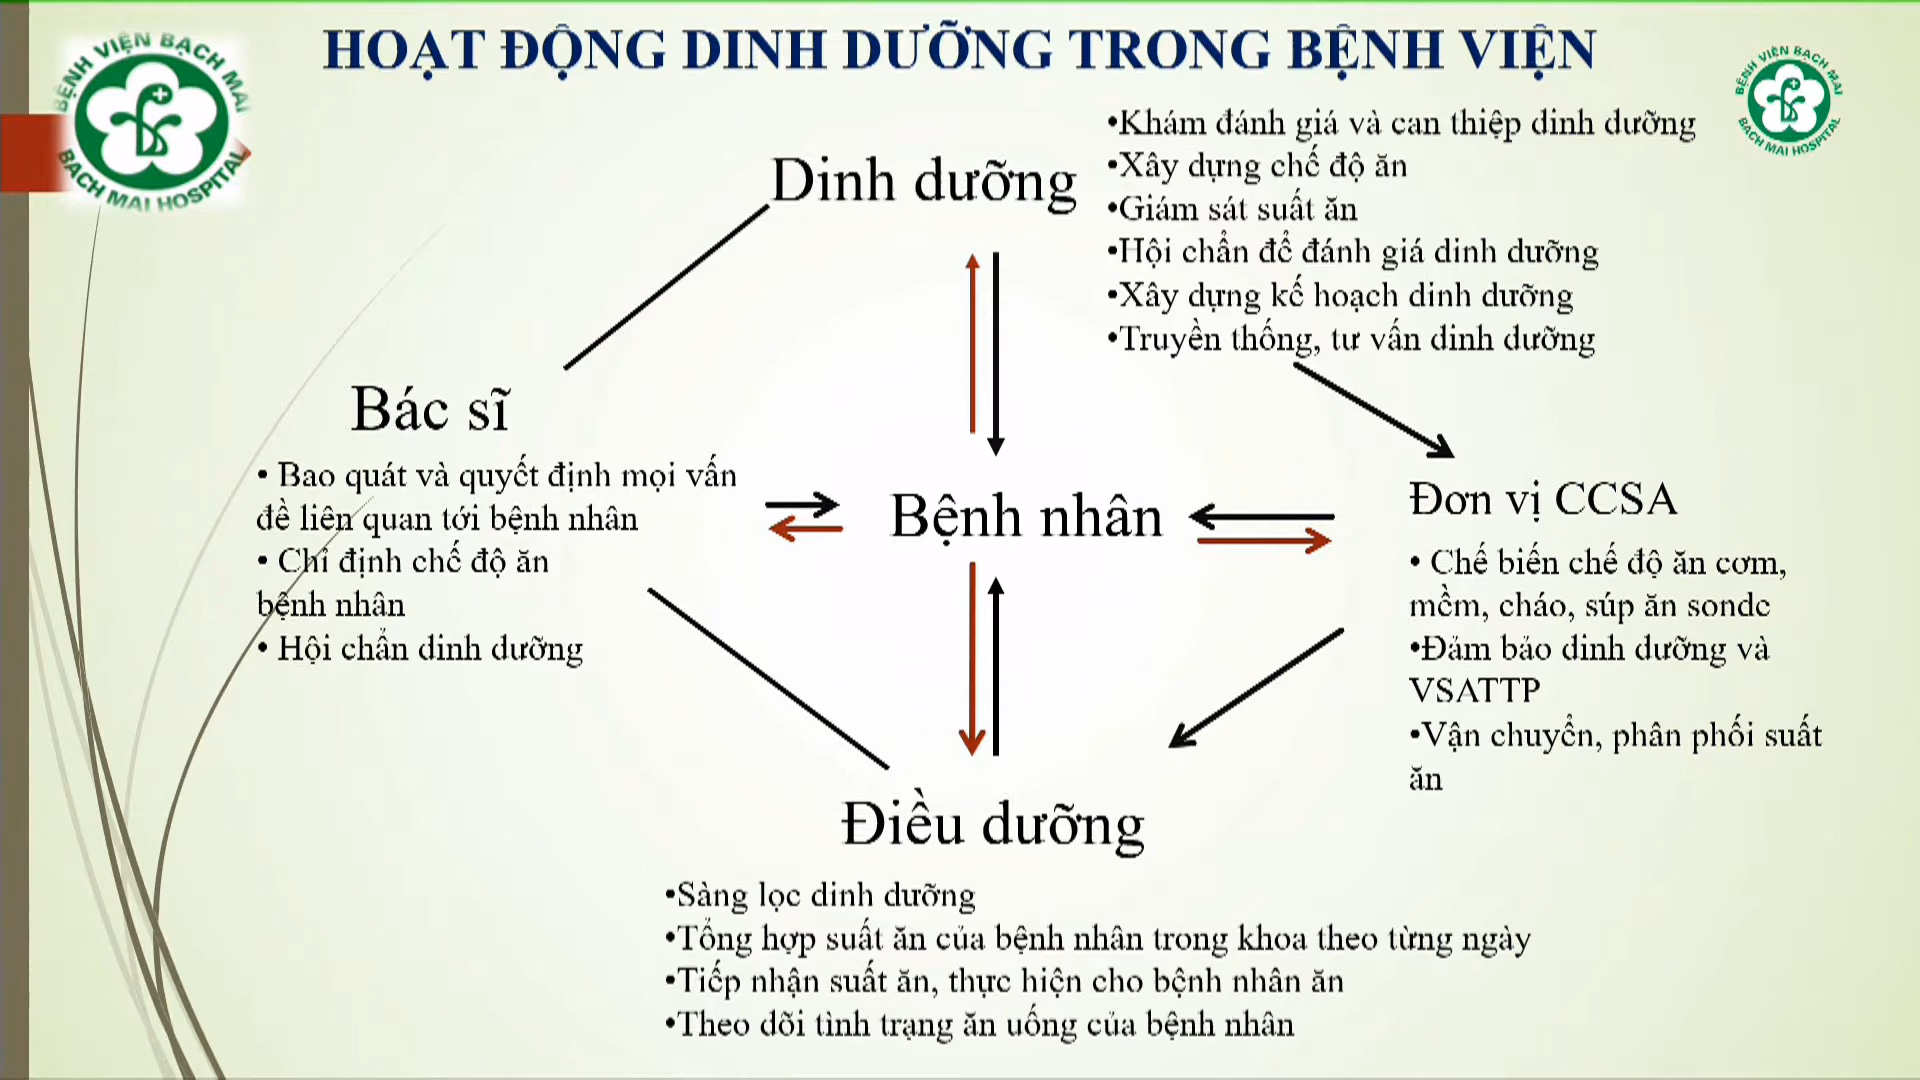 HOẠT ĐỘNG DINH DƯỠNG TRONG BỆNH VIỆN
BỆNH VIỆN BẠCH MAI
BACH MAI HOSPITAL
BỆNH VIỆN BẠCH MAI
BACH MAI HOSPITAL
Dinh dưỡng
•Khám đánh giá và can thiệp dinh dưỡng
•Xây dựng chế độ ăn
•Giám sát suất ăn
•Hội chẩn để đánh giá dinh dưỡng
•Xây dựng kế hoạch dinh dưỡng
•Truyền thống, tư vấn dinh dưỡng
Bác sĩ
• Bao quát và quyết định mọi vấn
đề liên quan tới bệnh nhân
• Chỉ định chế độ ăn
bệnh nhân
• Hội chẩn dinh dưỡng
Bệnh nhân
Đơn vị CCSA
• Chế biến chế độ ăn cơm,
mềm, cháo, súp ăn sonde
•Đảm bảo dinh dưỡng và
VSATTP
•Vận chuyển, phân phối suất
ăn
Điều dưỡng
•Sàng lọc dinh dưỡng
•Tổng hợp suất ăn của bệnh nhân trong khoa theo từng ngày
•Tiếp nhận suất ăn, thực hiện cho bệnh nhân ăn
•Theo dõi tình trạng ăn uống của bệnh nhân